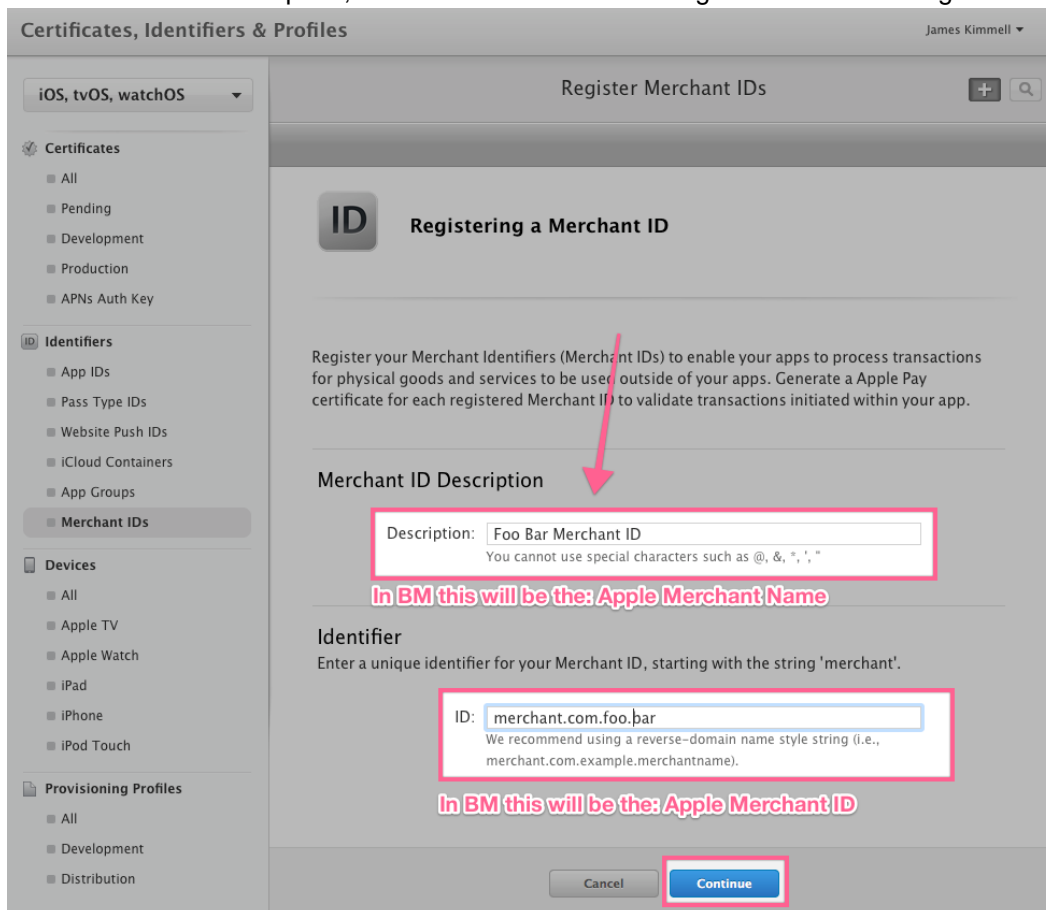 Certificates, Identifiers & Profiles
James Kimmell
iOS, tvOS, watchOS
Register Merchant IDs
Certificates
All
Pending
Development
Production
APNs Auth Key
ID Identifiers
App IDs
Pass Type IDs
Website Push IDs
iCloud Containers
App Groups
Merchant IDs
Devices
All
Apple TV
Apple Watch
iPad
iPhone
iPod Touch
Provisioning Profiles
All
Development
Distribution
ID
Registering a Merchant ID
Register your Merchant Identifiers (Merchant IDs) to enable your apps to process transactions
for physical goods and services to be used outside of your apps. Generate a Apple Pay
certificate for each registered Merchant ID to validate transactions initiated within your app.
Merchant ID Description
Description: Foo Bar Merchant ID
You cannot use special characters such as @, &, *, ', "
In BM this will be the: Apple Merchant Name
Identifier
Enter a unique identifier for your Merchant ID, starting with the string 'merchant'.
ID: merchant.com.foo.bar
We recommend using a reverse-domain name style string (i.e.,
merchant.com.example.merchantname).
In BM this will be the: Apple Merchant ID
Cancel
Continue